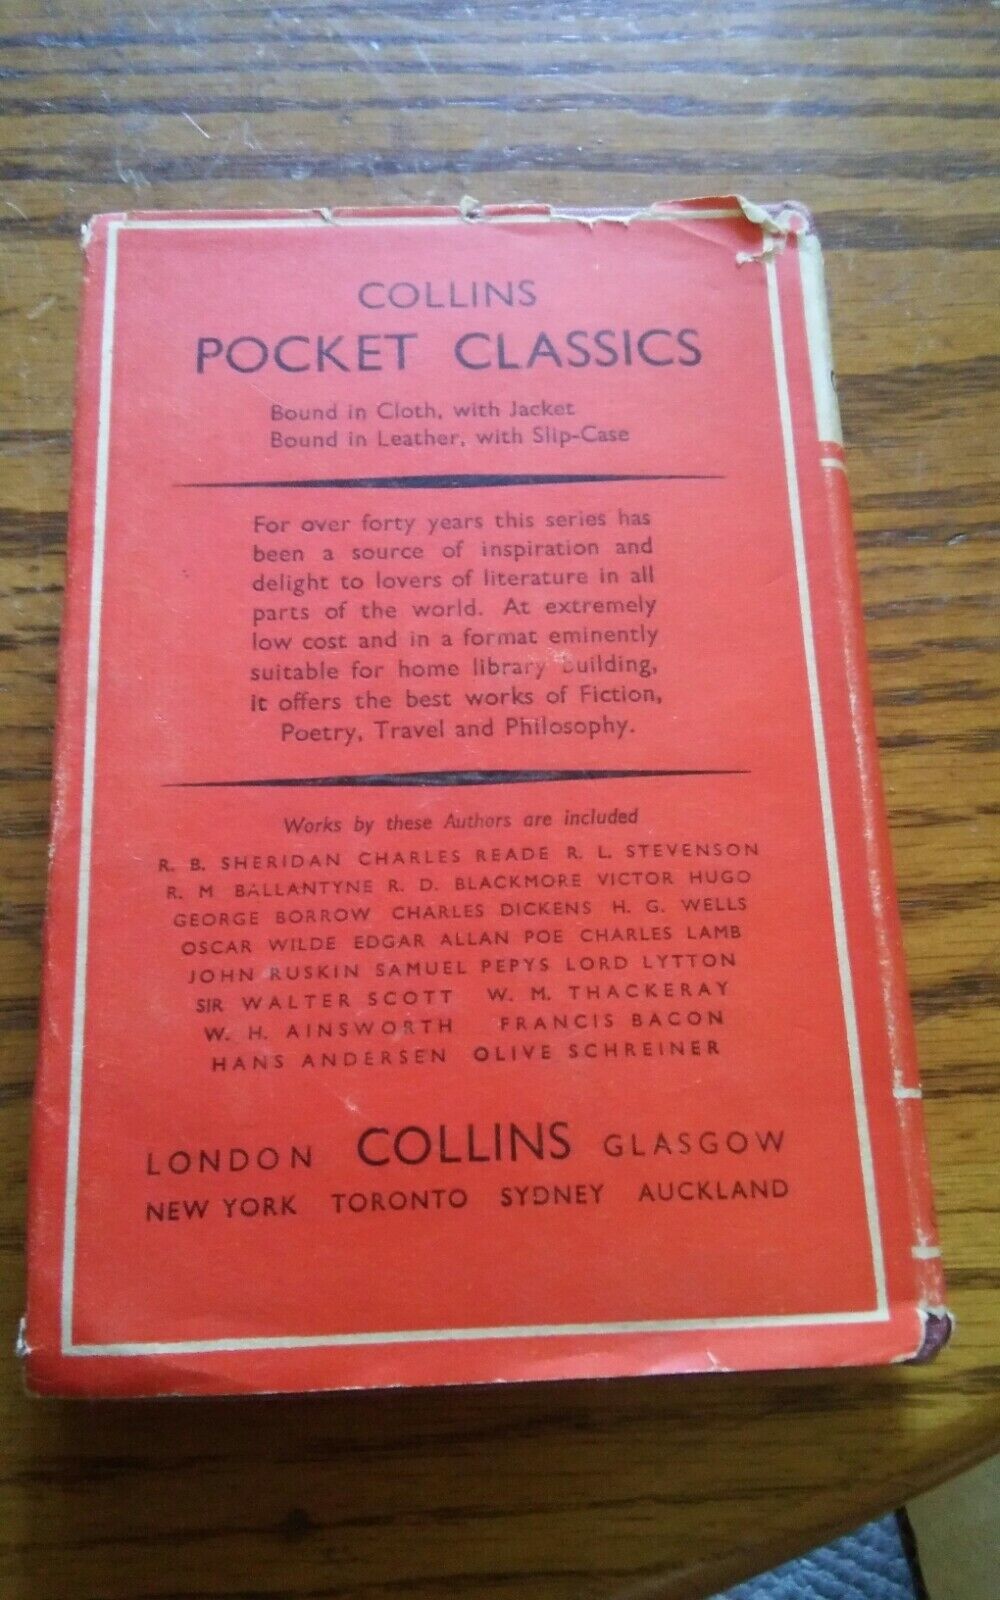 COLLINS
POCKET CLASSICS
Bound in Cloth, with Jacket
Bound in Leather, with Slip-Case
For over forty years this series has
been a source of inspiration and
delight to lovers of literature in all
parts of the world. At extremely
low cost and in a format eminently
suitable for home library building,
it offers the best works of Fiction,
Poetry, Travel and Philosophy.
Works by these Authors are included
R. B. SHERIDAN CHARLES READE R. L. STEVENSON
R. M BALLANTYNE R. D. BLACKMORE VICTOR HUGO
GEORGE BORROW CHARLES DICKENS H. G. WELLS
OSCAR WILDE EDGAR ALLAN POE CHARLES LAMB
JOHN RUSKIN SAMUEL PEPYS LORD LYTTON
SIR WALTER SCOTT W. M. THACKERAY
W. H. AINSWORTH FRANCIS BACON
HANS ANDERSEN OLIVE SCHREINER
LONDON COLLINS GLASGOW
NEW YORK TORONTO SYDNEY AUCKLAND